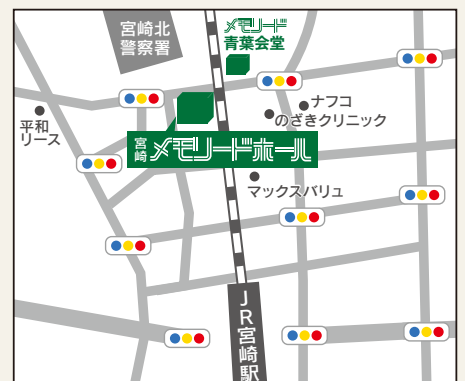 宮崎北
警察署
メモリード
青葉会堂
ナフコ
のざきクリニック
平和
リース
宮崎
メモリードホール
マックスバリュ
JR宮崎駅